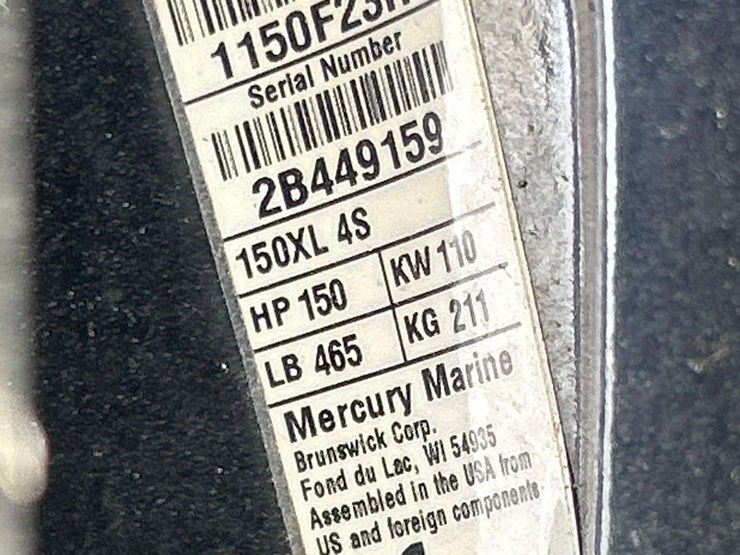 1150F23
Serial Number
2B449159
150XL 4S
HP 150 KW 110
LB 465 KG 211
Mercury Marine
Brunswick Corp.
Fond du Lac, WI 54935
Assembled in the USA from
US and foreign components